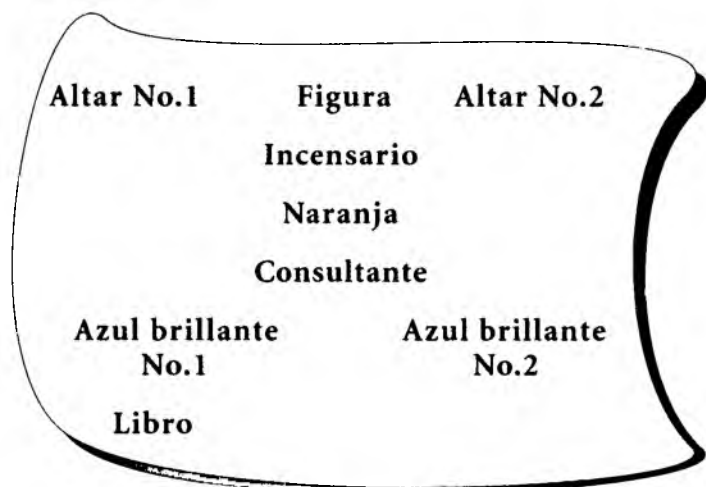 Altar No.1 Figura Altar No.2
Incensario
Naranja
Consultante
Azul brillante Azul brillante
No.1 No.2
Libro